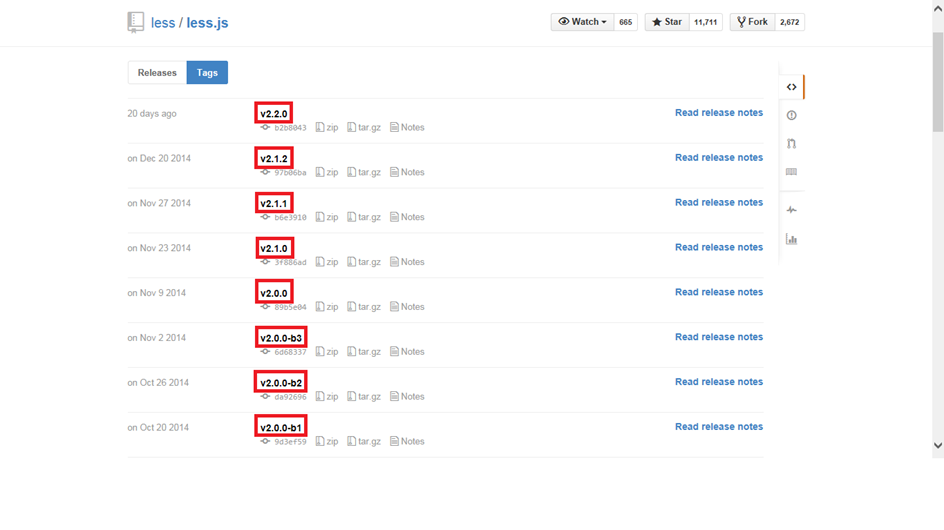 less / less.js
Watch 665 Star 11,711 Fork 2,672
Releases Tags
20 days ago v2.2.0 Read release notes
b2b8043 zip tar.gz Notes
on Dec 20 2014 v2.1.2 Read release notes
97b06ba zip tar.gz Notes
on Nov 27 2014 v2.1.1 Read release notes
b6e3910 zip tar.gz Notes
on Nov 23 2014 v2.1.0 Read release notes
3f886ad zip tar.gz Notes
on Nov 9 2014 v2.0.0 Read release notes
89b5e04 zip tar.gz Notes
on Nov 2 2014 v2.0.0-b3 Read release notes
6d68337 zip tar.gz Notes
on Oct 26 2014 v2.0.0-b2 Read release notes
da92696 zip tar.gz Notes
on Oct 20 2014 v2.0.0-b1 Read release notes
9d3ef59 zip tar.gz Notes